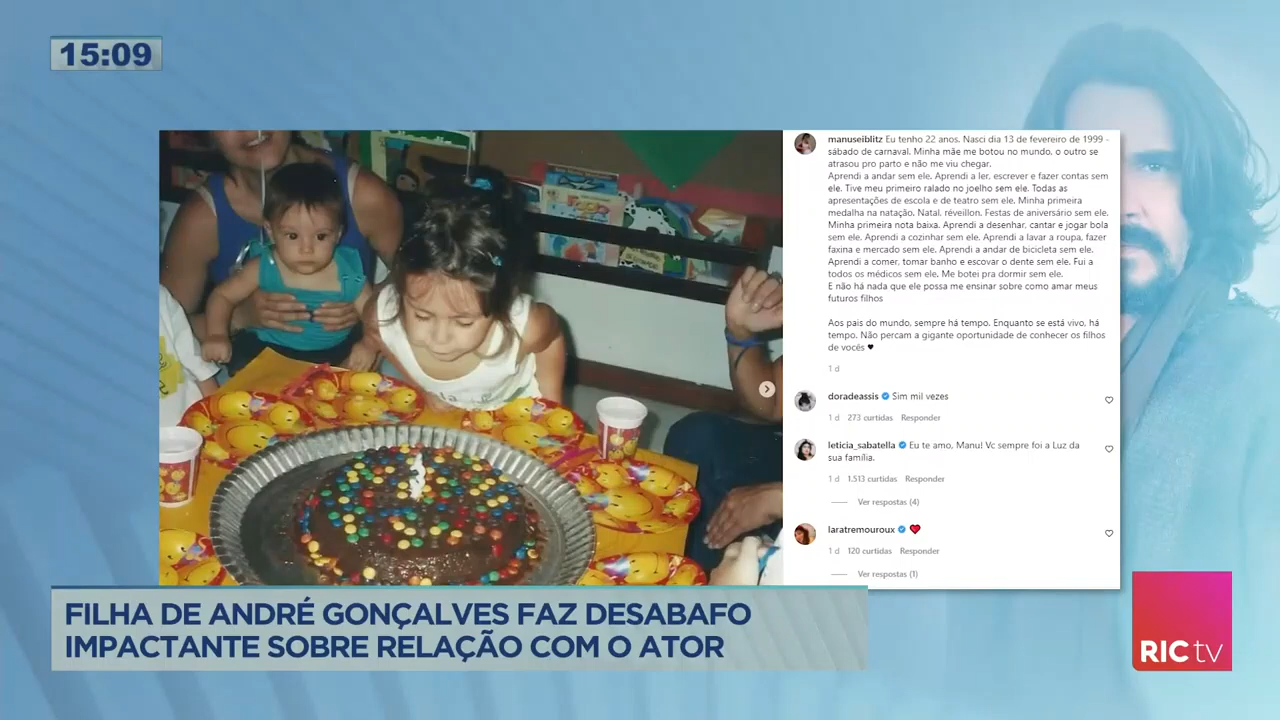 15:09
manuseiblitz Eu tenho 22 anos. Nasci dia 13 de fevereiro de 1999 -
sábado de carnaval. Minha mãe me botou no mundo, o outro se
atrasou pro parto e não me viu chegar.
Aprendi a andar sem ele. Aprendi a ler, escrever e fazer contas sem
ele. Tive meu primeiro ralado no joelho sem ele. Todas as
apresentações de escola e de teatro sem ele. Minha primeira
medalha na natação. Natal, réveillon. Festas de aniversário sem ele.
Minha primeira nota baixa. Aprendi a desenhar, cantar e jogar bola
sem ele. Aprendi a cozinhar sem ele. Aprendi a lavar a roupa, fazer
faxina e mercado sem ele. Aprendi a andar de bicicleta sem ele.
Aprendi a comer, tomar banho e escovar o dente sem ele. Fui a
todos os médicos sem ele. Me botei pra dormir sem ele.
E não há nada que ele possa me ensinar sobre como amar meus
futuros filhos
Aos pais do mundo, sempre há tempo. Enquanto se está vivo, há
tempo. Não percam a gigante oportunidade de conhecer os filhos
de vocês ♥
1 d
doradeassis Sim mil vezes
1 d 273 curtidas Responder
leticia_sabatella Eu te amo, Manu! Vc sempre foi a Luz da
sua família.
1 d 1.513 curtidas Responder
Ver respostas (4)
laratremouroux ❤
1 d 120 curtidas Responder
Ver respostas (1)
FILHA DE ANDRÉ GONÇALVES FAZ DESABAFO
IMPACTANTE SOBRE RELAÇÃO COM O ATOR
RIC tv